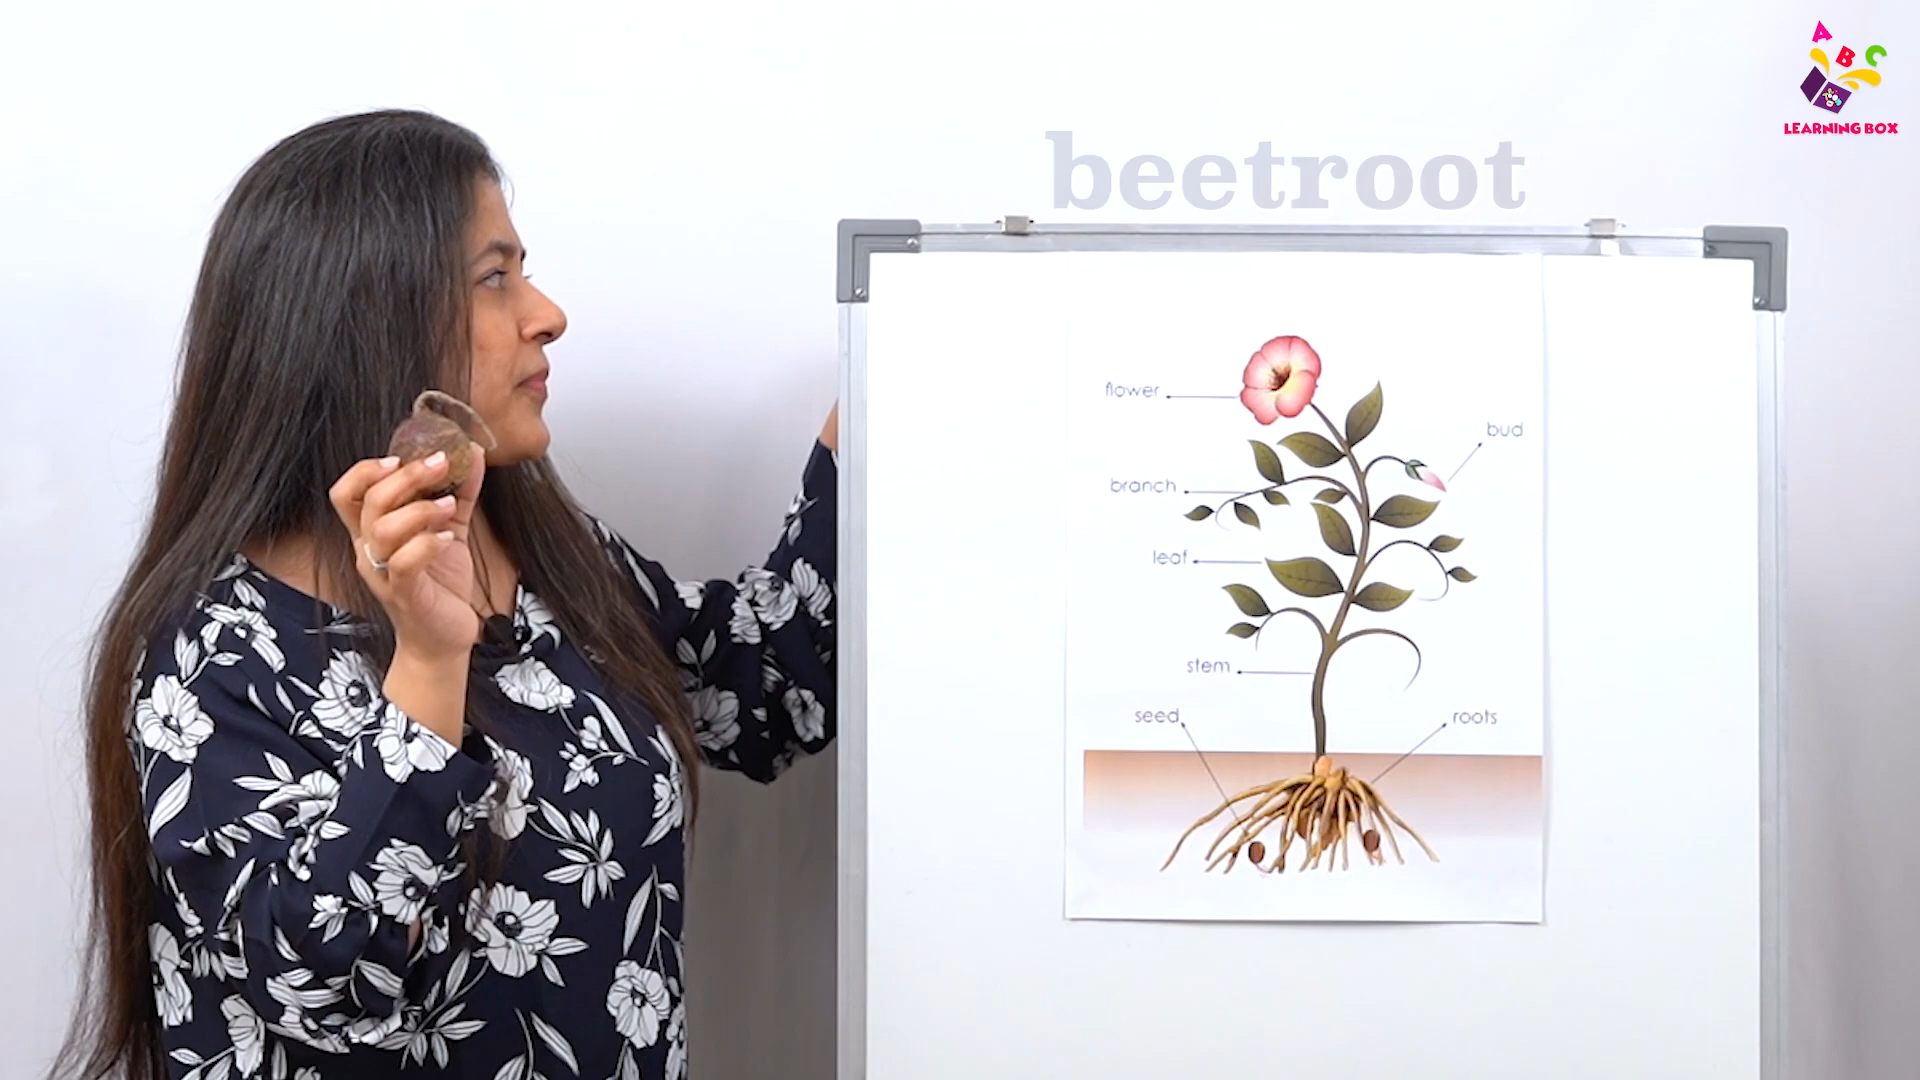 A B C
LEARNING BOX
beetroot
flower
bud
branch
leaf
stem
seed
roots